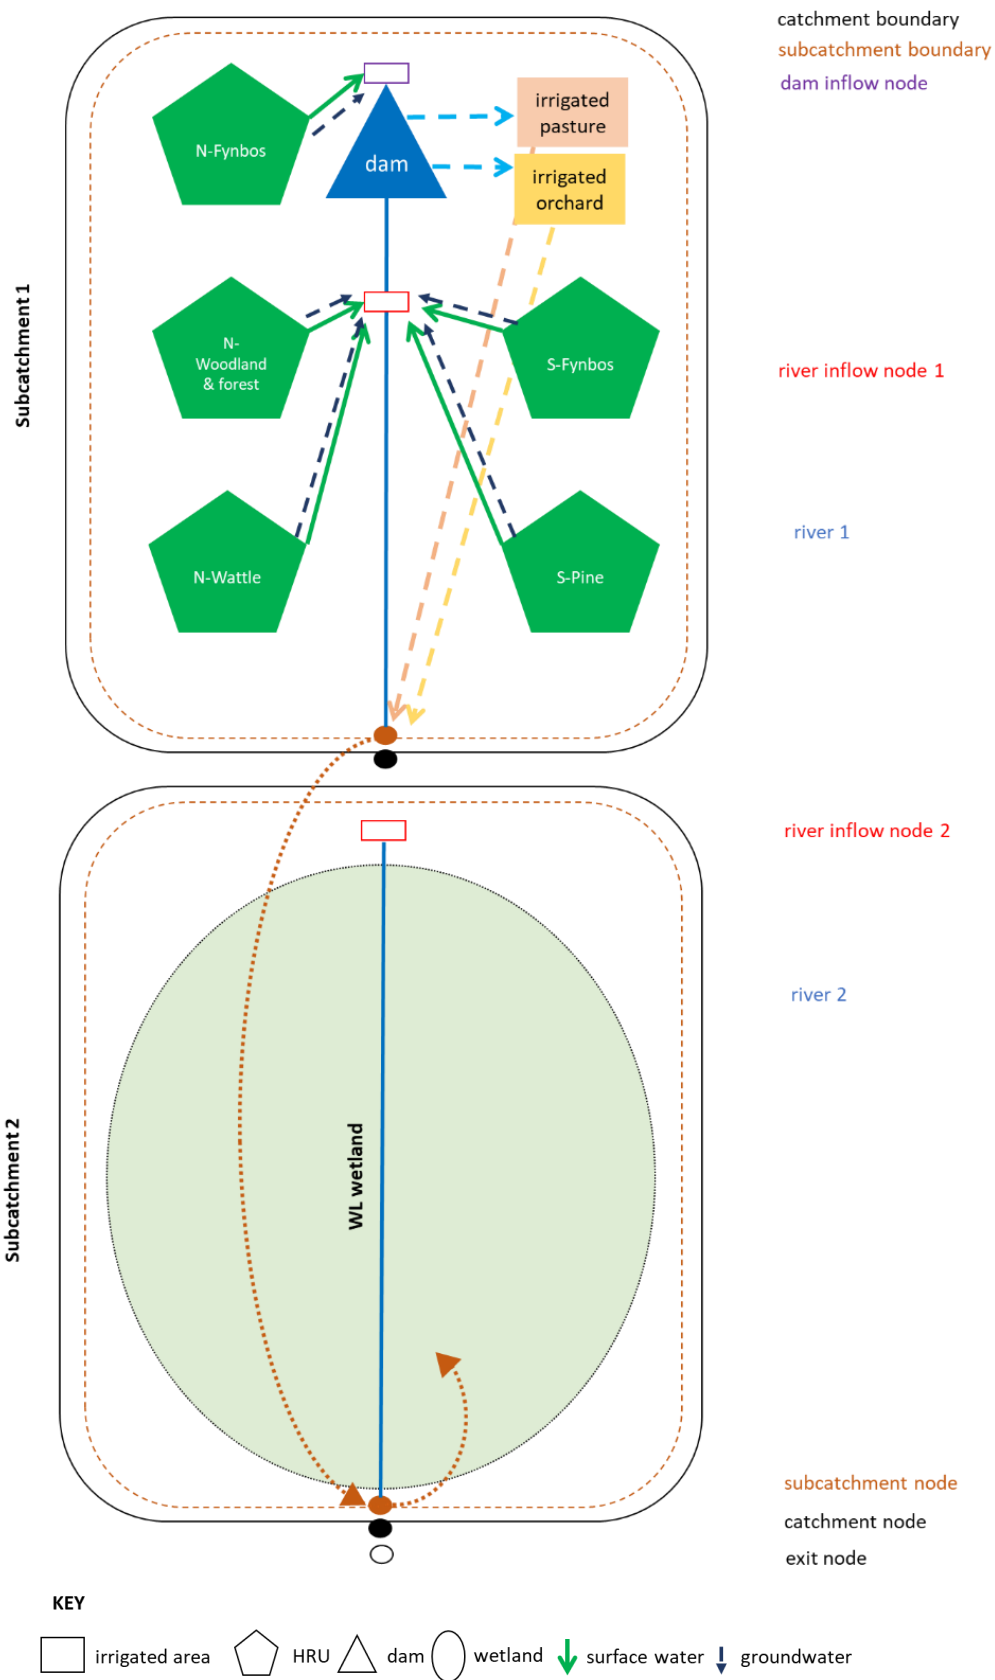 catchment boundary
subcatchment boundary
dam inflow node
irrigated
pasture
N-Fynbos
dam
irrigated
orchard
Subcatchment 1
N-
Woodland
& forest
S-Fynbos
river inflow node 1
river 1
N-Wattle
S-Pine
river inflow node 2
river 2
Subcatchment 2
WL wetland
subcatchment node
catchment node
exit node
KEY
irrigated area
HRU
dam
wetland
surface water
groundwater